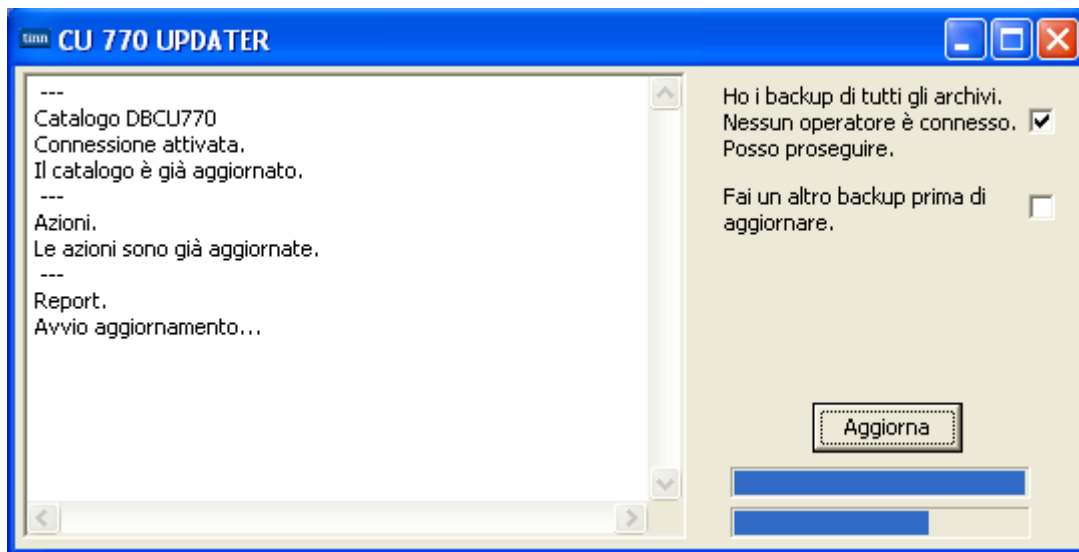 tinn CU 770 UPDATER
---
Catalogo DBCU770
Connessione attivata.
Il catalogo è già aggiornato.
---
Azioni.
Le azioni sono già aggiornate.
---
Report.
Avvio aggiornamento...
Ho i backup di tutti gli archivi.
Nessun operatore è connesso.
Posso proseguire.
Fai un altro backup prima di
aggiornare.
Aggiorna